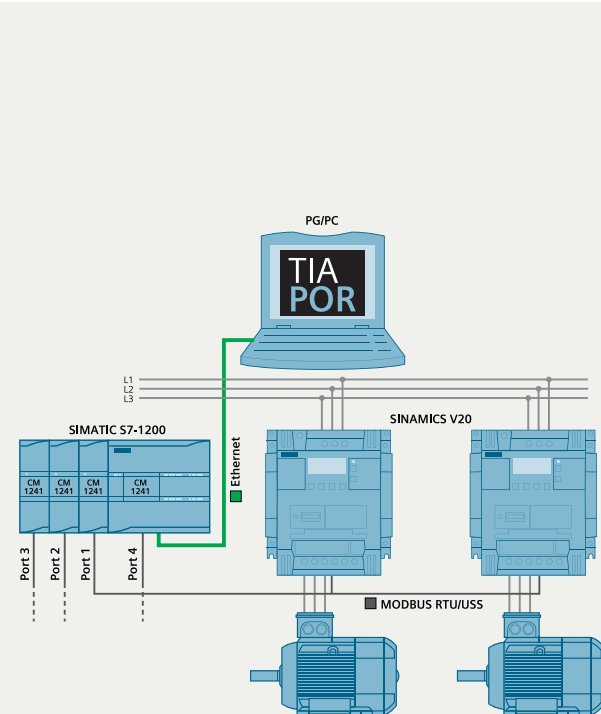 PG/PC
TIA
POR
L1
L2
L3
SINAMICS V20
SIMATIC S7-1200
Ethernet
CM
1241
CM
1241
CM
1241
CM
1241
Port 3
Port 2
Port 1
Port 4
MODBUS RTU/USS